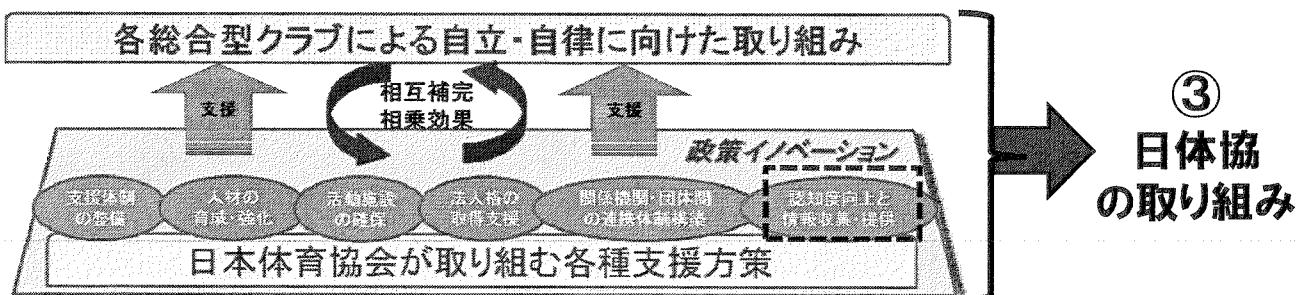 各総合型クラブによる自立・自律に向けた取り組み
支援
相互補完
相乗効果
支援
政策イノベーション
支援体制
の整備
人材の
育成・強化
活動施設
の確保
法人格の
取得支援
関係機関・団体間
の連携体制構築
認知度向上と
情報収集・提供
日本体育協会が取り組む各種支援方策
③
日体協
の取り組み